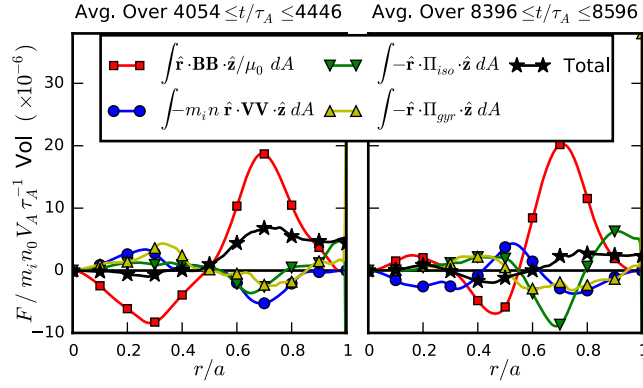 Avg. Over 4054 ≤t/τ_A ≤4446
Avg. Over 8396 ≤t/τ_A ≤8596
∫r̂·BB·ẑ/μ₀ dA
∫−m_i n r̂·VV·ẑ dA
∫−r̂·Π_iso·ẑ dA
∫−r̂·Π_gyr·ẑ dA
Total
F / m_i n₀ V_A τ_A⁻¹ Vol (×10⁻⁶)
30
20
10
0
−10
0 0.2 0.4 0.6 0.8 1
r/a
0 0.2 0.4 0.6 0.8 1
r/a